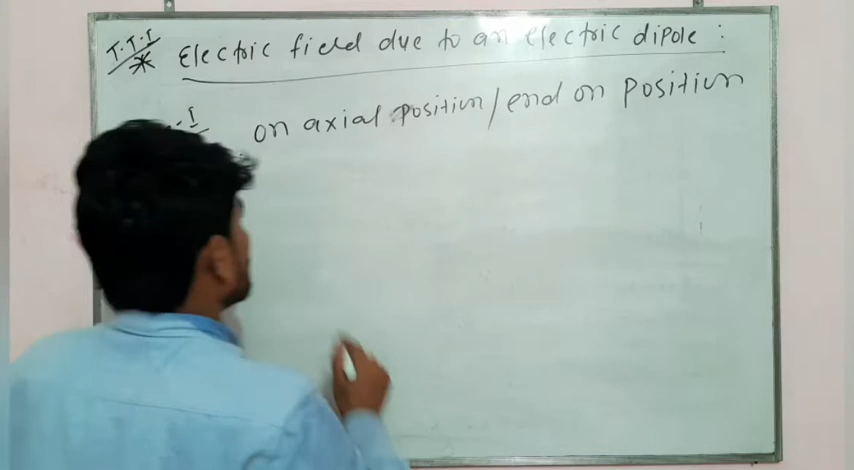 I.I.I
* Electric field due to an electric dipole :
-I on axial position/end on position